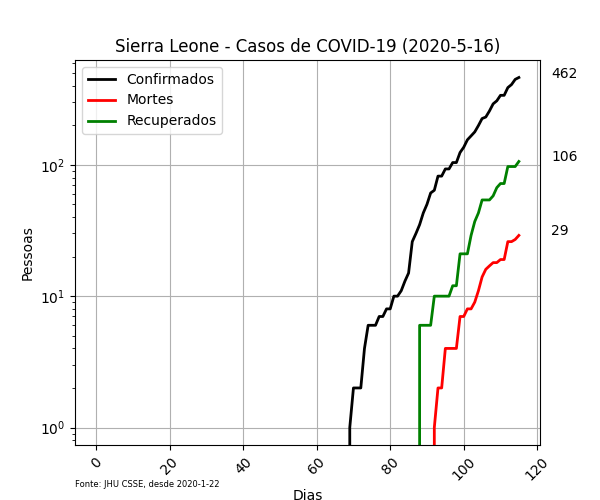 Sierra Leone - Casos de COVID-19 (2020-5-16)
Confirmados
Mortes
Recuperados
462
106
29
10²
10¹
10⁰
Pessoas
0 20 40 60 80 100 120
Fonte: JHU CSSE, desde 2020-1-22
Dias